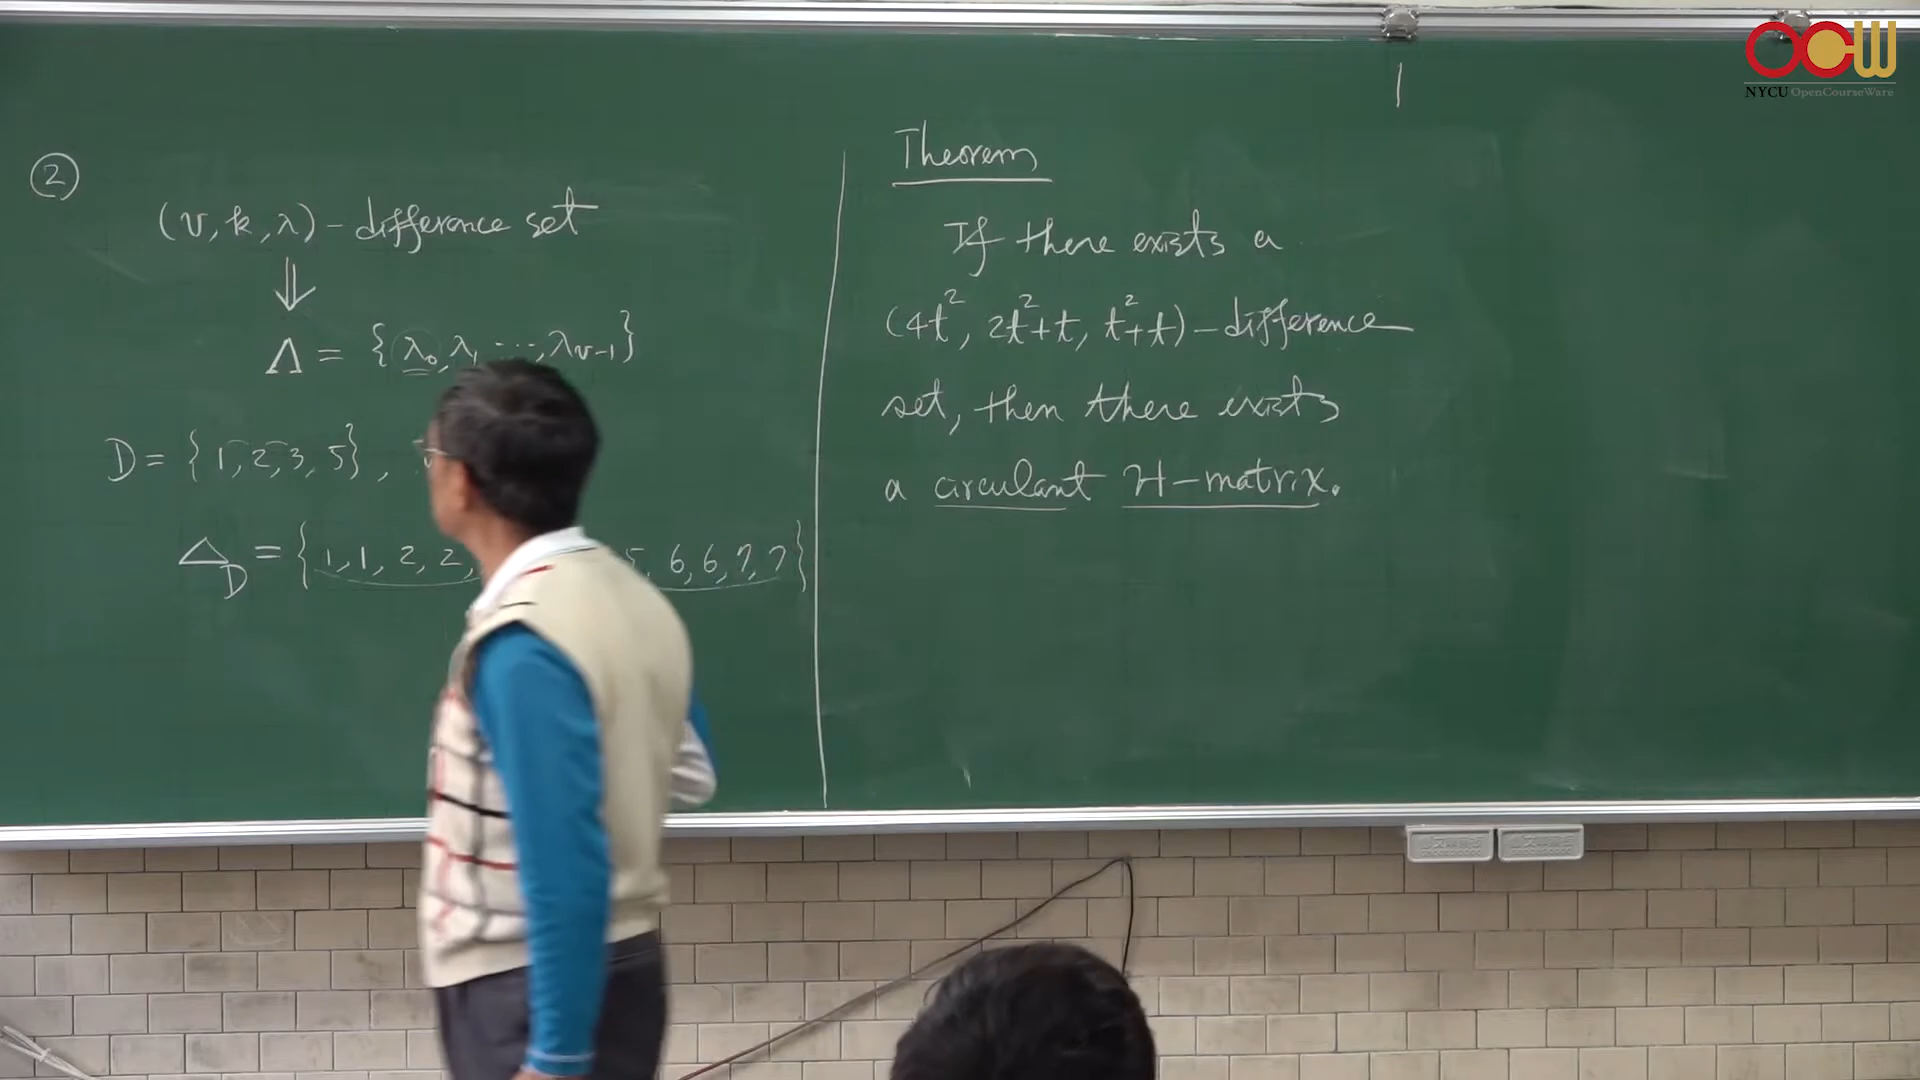 ②
(v, k, λ) - difference set
⇓
Λ = {λ₀, λ₁ ..., λᵥ₋₁}
D = {1, 2, 3, 5},
Δ_D = {1, 1, 2, 2, 5, 6, 6, 7, 7}
Theorem
If there exists a
(4t², 2t²+t, t²+t) - difference
set, then there exists
a circulant H-matrix.
OCW
NYCU OpenCourseWare